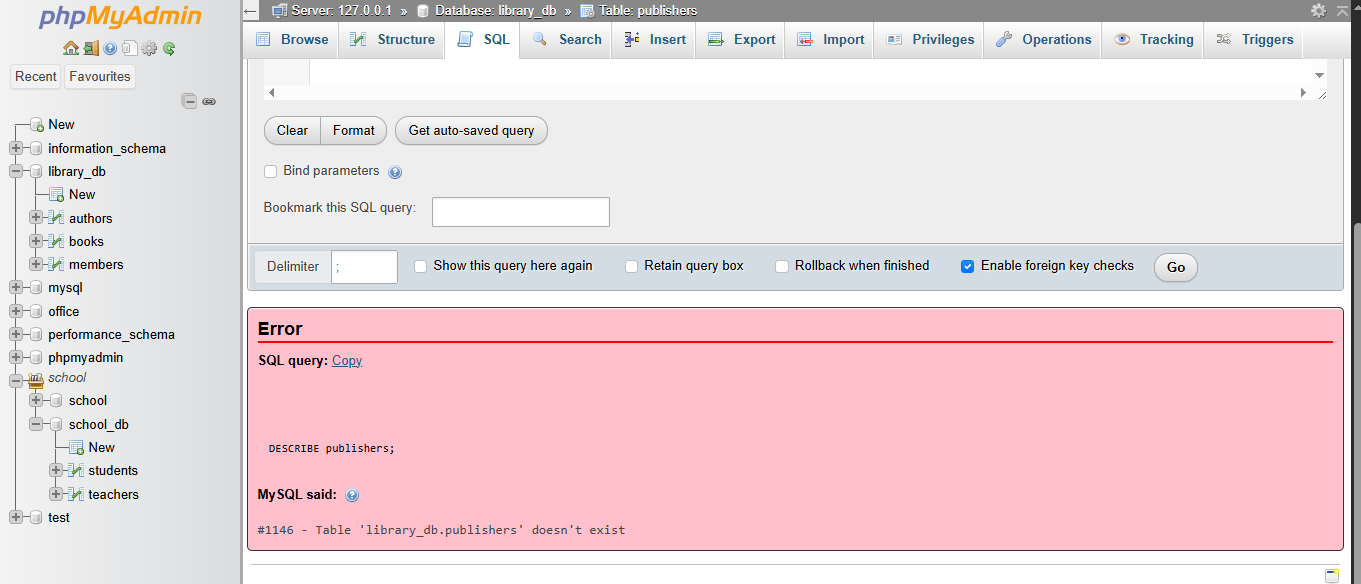 phpMyAdmin
Recent Favourites
New
information_schema
library_db
New
authors
books
members
mysql
office
performance_schema
phpmyadmin
school
school
school_db
New
students
teachers
test
Server: 127.0.0.1 » Database: library_db » Table: publishers
Browse Structure SQL Search Insert Export Import Privileges Operations Tracking Triggers
Clear Format Get auto-saved query
Bind parameters
Bookmark this SQL query:
Delimiter ; Show this query here again Retain query box Rollback when finished Enable foreign key checks Go
Error
SQL query: Copy
DESCRIBE publishers;
MySQL said:
#1146 - Table 'library_db.publishers' doesn't exist